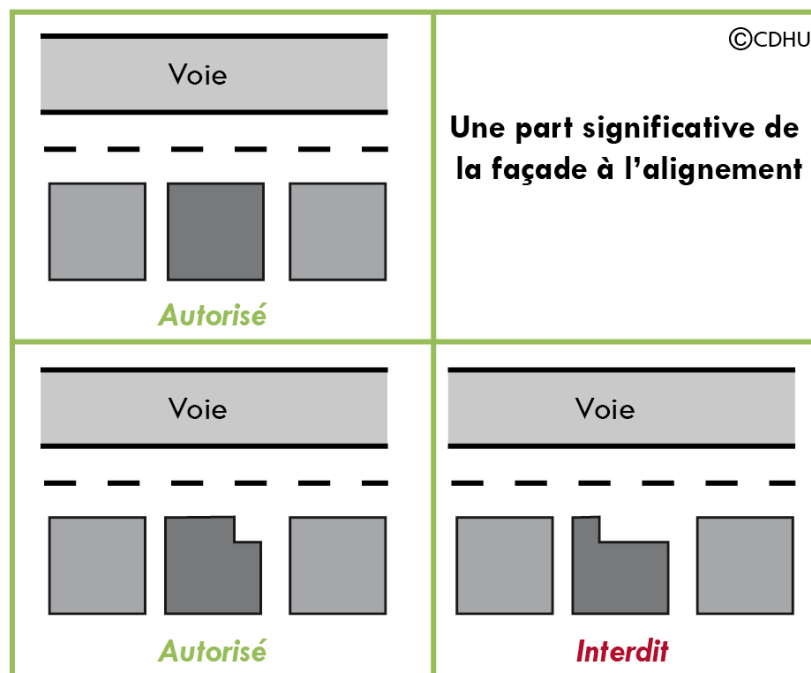 Voie
Autorisé
©CDHU
Une part significative de
la façade à l'alignement
Voie
Autorisé
Voie
Interdit